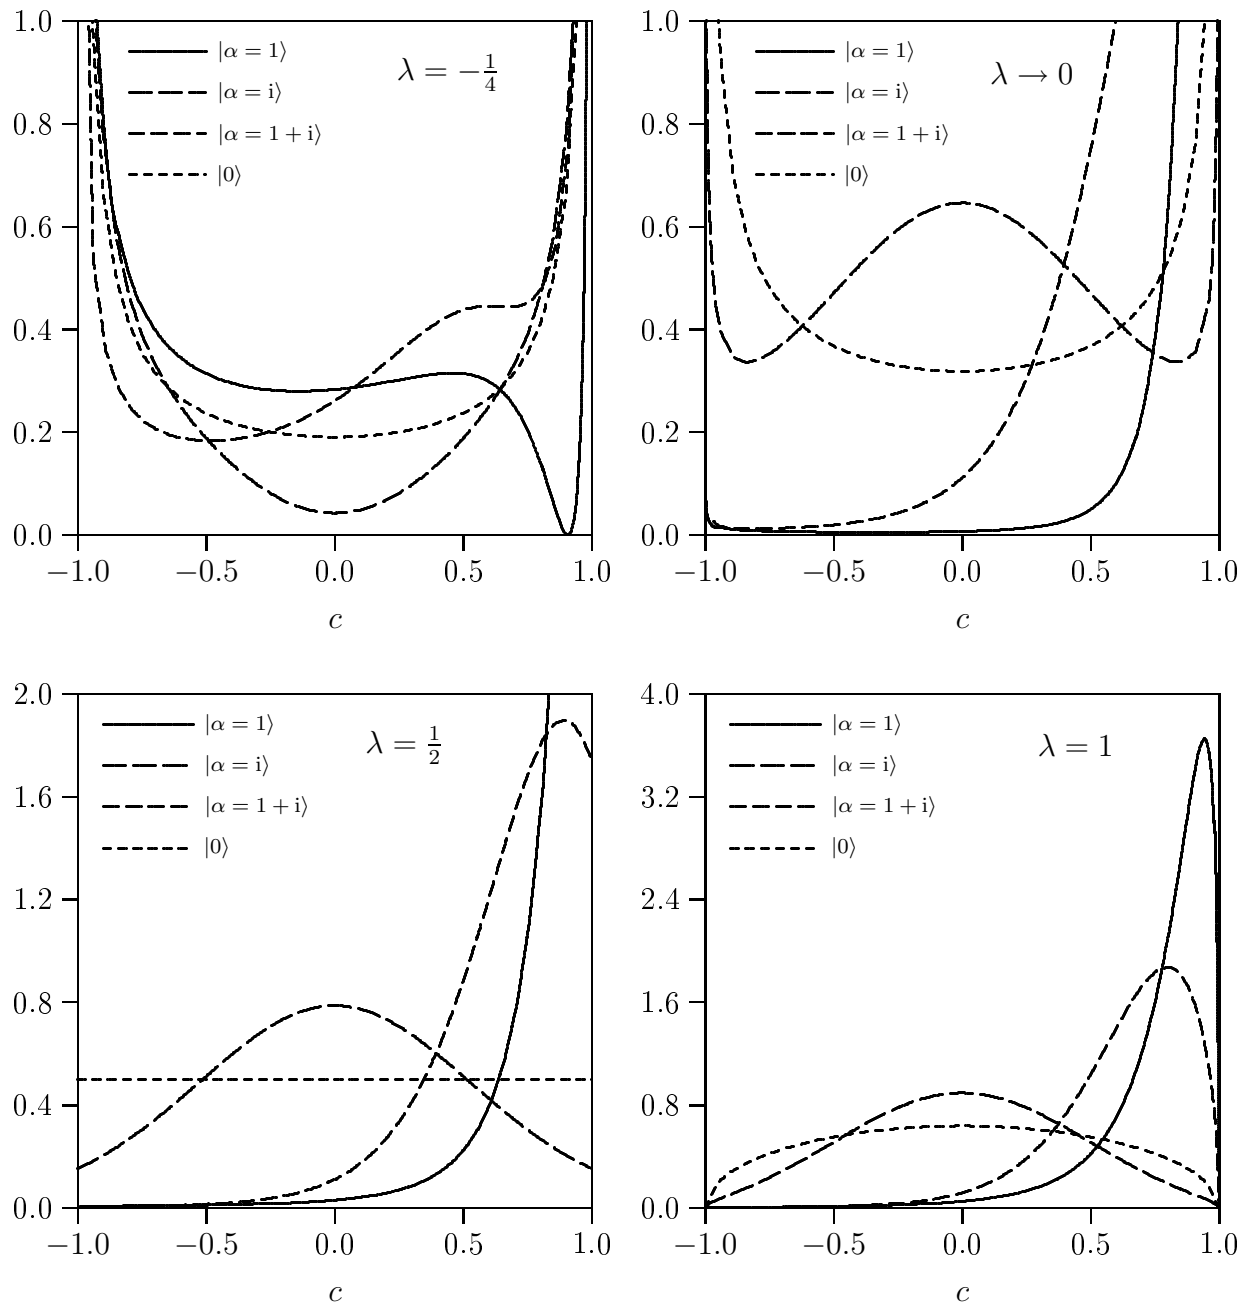 1.0
0.8
0.6
0.4
0.2
0.0
−1.0 −0.5 0.0 0.5 1.0
c
|α = 1⟩
|α = i⟩
|α = 1 + i⟩
|0⟩
λ = −1/4
1.0
0.8
0.6
0.4
0.2
0.0
−1.0 −0.5 0.0 0.5 1.0
c
|α = 1⟩
|α = i⟩
|α = 1 + i⟩
|0⟩
λ → 0
2.0
1.6
1.2
0.8
0.4
0.0
−1.0 −0.5 0.0 0.5 1.0
c
|α = 1⟩
|α = i⟩
|α = 1 + i⟩
|0⟩
λ = 1/2
4.0
3.2
2.4
1.6
0.8
0.0
−1.0 −0.5 0.0 0.5 1.0
c
|α = 1⟩
|α = i⟩
|α = 1 + i⟩
|0⟩
λ = 1